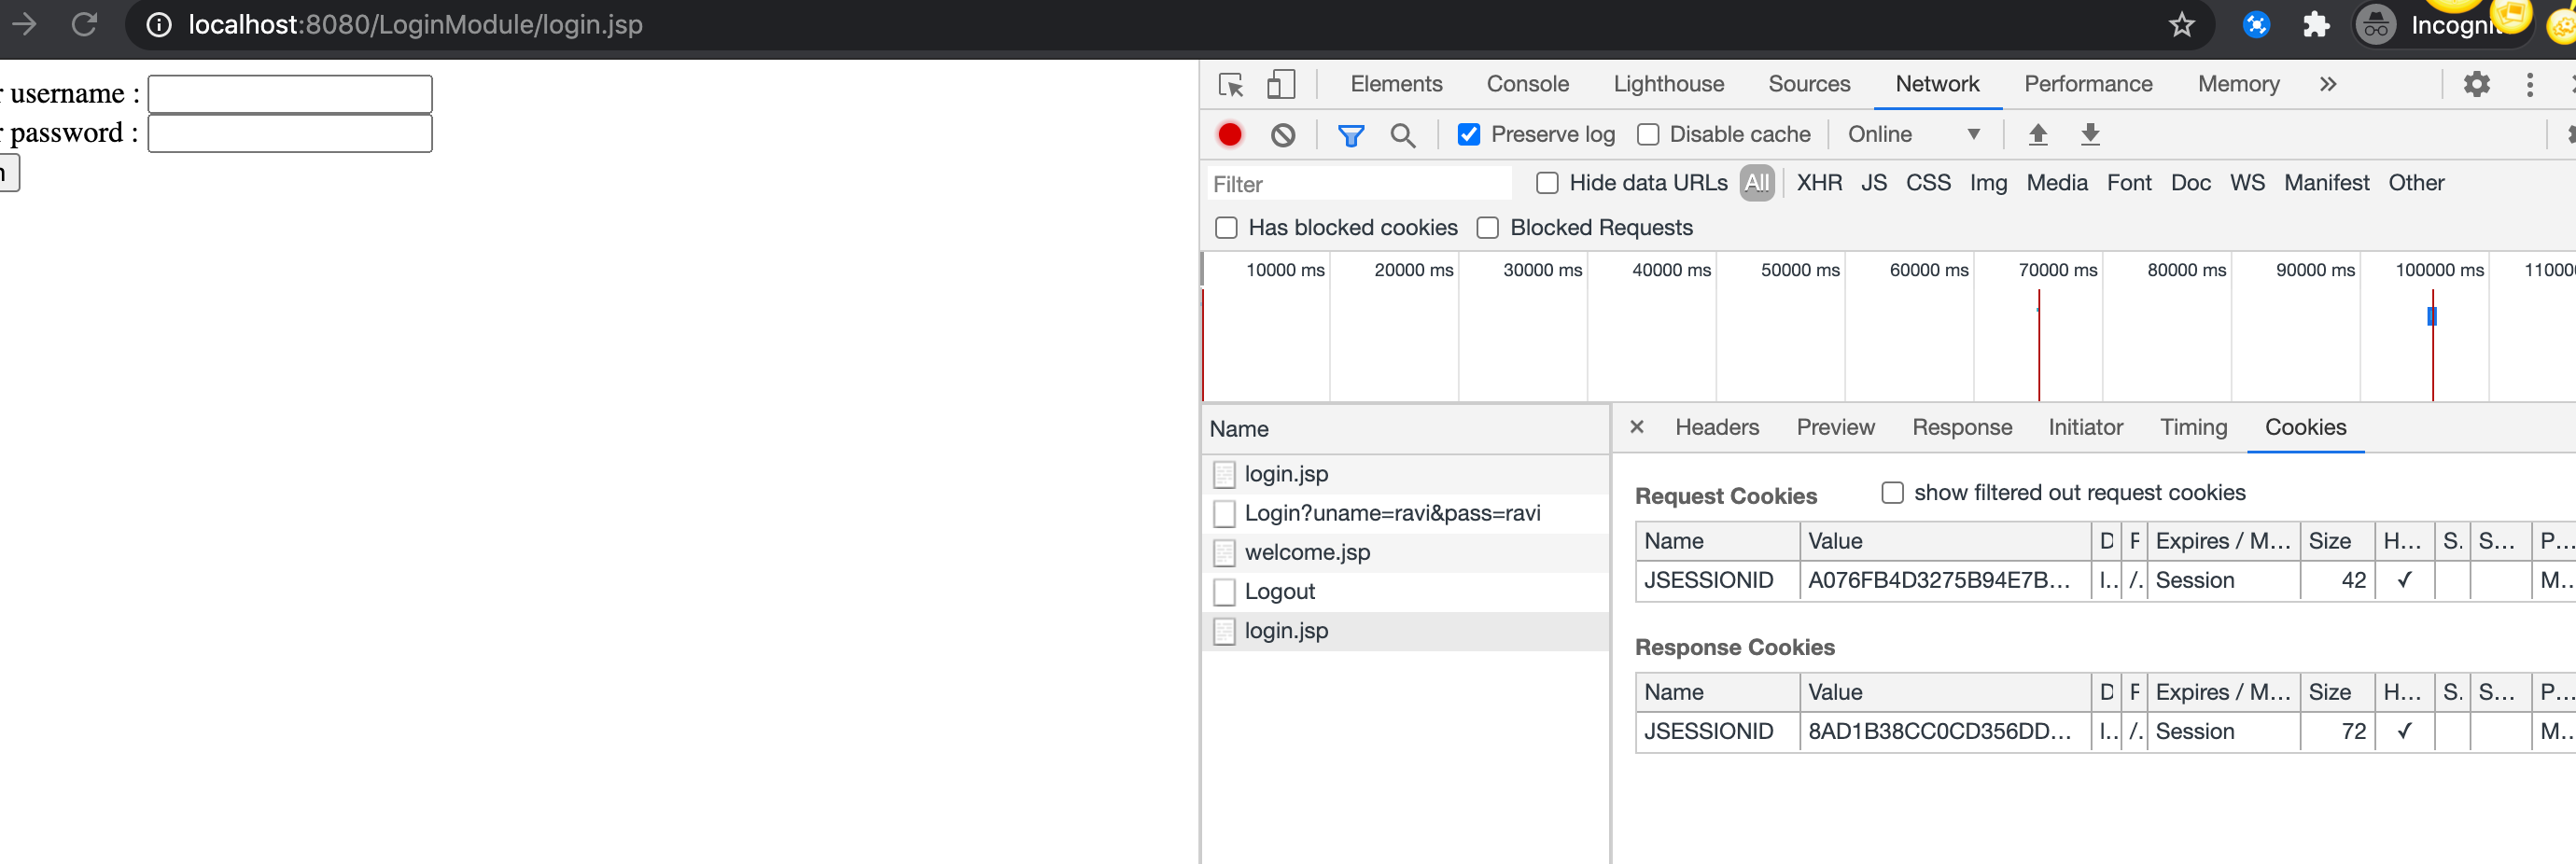 localhost:8080/LoginModule/login.jsp
r username :
r password :
n
Elements Console Lighthouse Sources Network Performance Memory »
Preserve log Disable cache Online
Filter Hide data URLs All XHR JS CSS Img Media Font Doc WS Manifest Other
Has blocked cookies Blocked Requests
10000 ms 20000 ms 30000 ms 40000 ms 50000 ms 60000 ms 70000 ms 80000 ms 90000 ms 100000 ms 11000
Name
login.jsp
Login?uname=ravi&pass=ravi
welcome.jsp
Logout
login.jsp
× Headers Preview Response Initiator Timing Cookies
Request Cookies show filtered out request cookies
Name Value D Expires / M... Size H... S. S... P...
JSESSIONID A076FB4D3275B94E7B... l.. /. Session 42 ✓ M...
Response Cookies
Name Value D Expires / M... Size H... S. S... P...
JSESSIONID 8AD1B38CC0CD356DD... l.. /. Session 72 ✓ M...